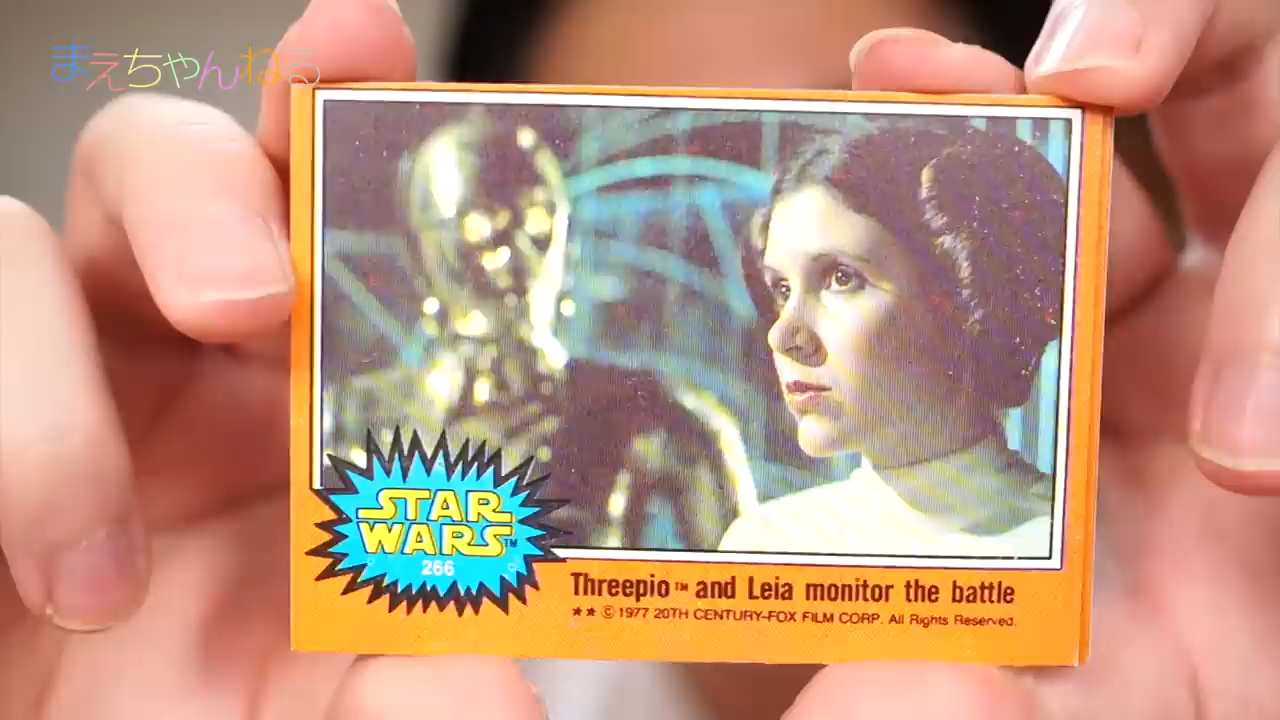 まえちゃんねる
STAR
WARS™
266
Threepio™ and Leia monitor the battle
★★ © 1977 20TH CENTURY-FOX FILM CORP. All Rights Reserved.